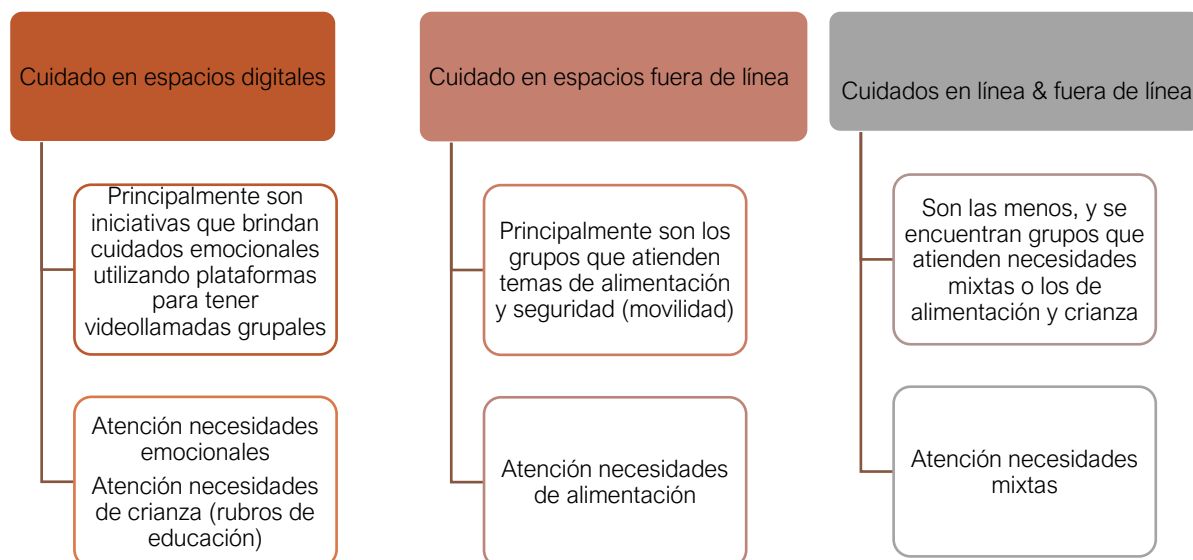 Cuidado en espacios digitales
Principalmente son
iniciativas que brindan
cuidados emocionales
utilizando plataformas
para tener
videollamadas grupales
Atención necesidades
emocionales
Atención necesidades
de crianza (rubros de
educación)
Cuidado en espacios fuera de línea
Principalmente son los
grupos que atienden
temas de alimentación
y seguridad (movilidad)
Atención necesidades
de alimentación
Cuidados en línea & fuera de línea
Son las menos, y se
encuentran grupos que
atienden necesidades
mixtas o los de
alimentación y crianza
Atención necesidades
mixtas